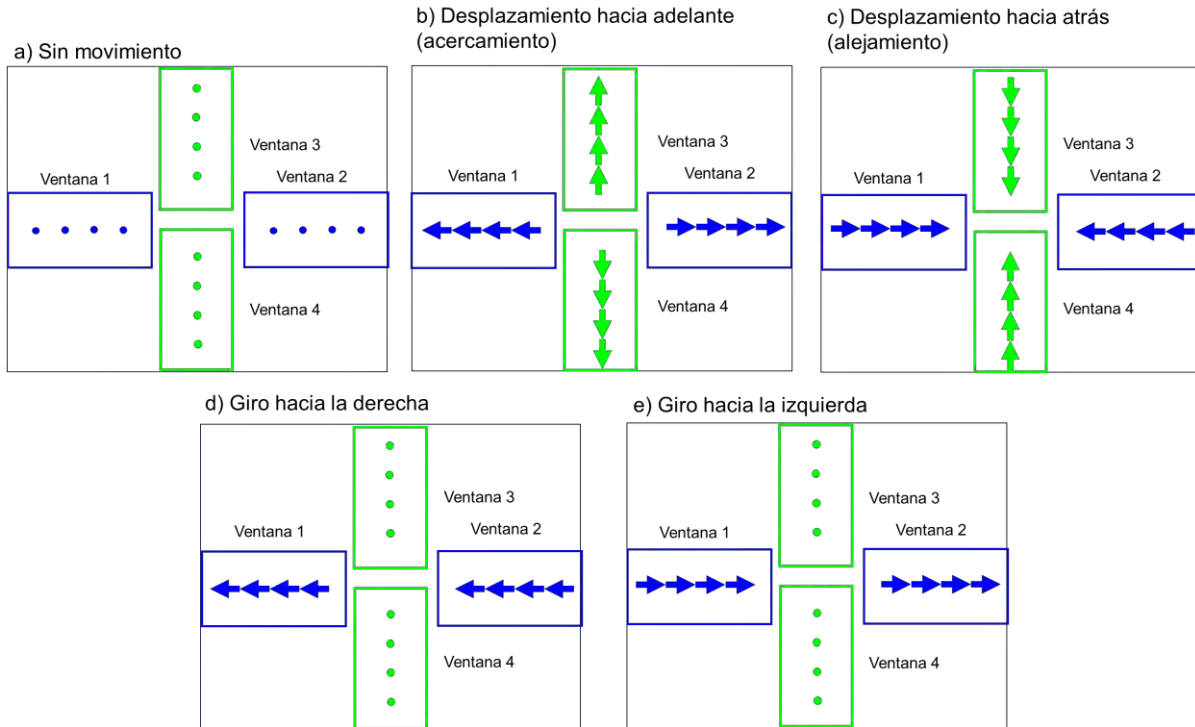 a) Sin movimiento
Ventana 3
Ventana 1
Ventana 2
Ventana 4
b) Desplazamiento hacia adelante
(acercamiento)
Ventana 3
Ventana 1
Ventana 2
Ventana 4
c) Desplazamiento hacia atrás
(alejamiento)
Ventana 3
Ventana 1
Ventana 2
Ventana 4
d) Giro hacia la derecha
Ventana 3
Ventana 1
Ventana 2
Ventana 4
e) Giro hacia la izquierda
Ventana 3
Ventana 1
Ventana 2
Ventana 4